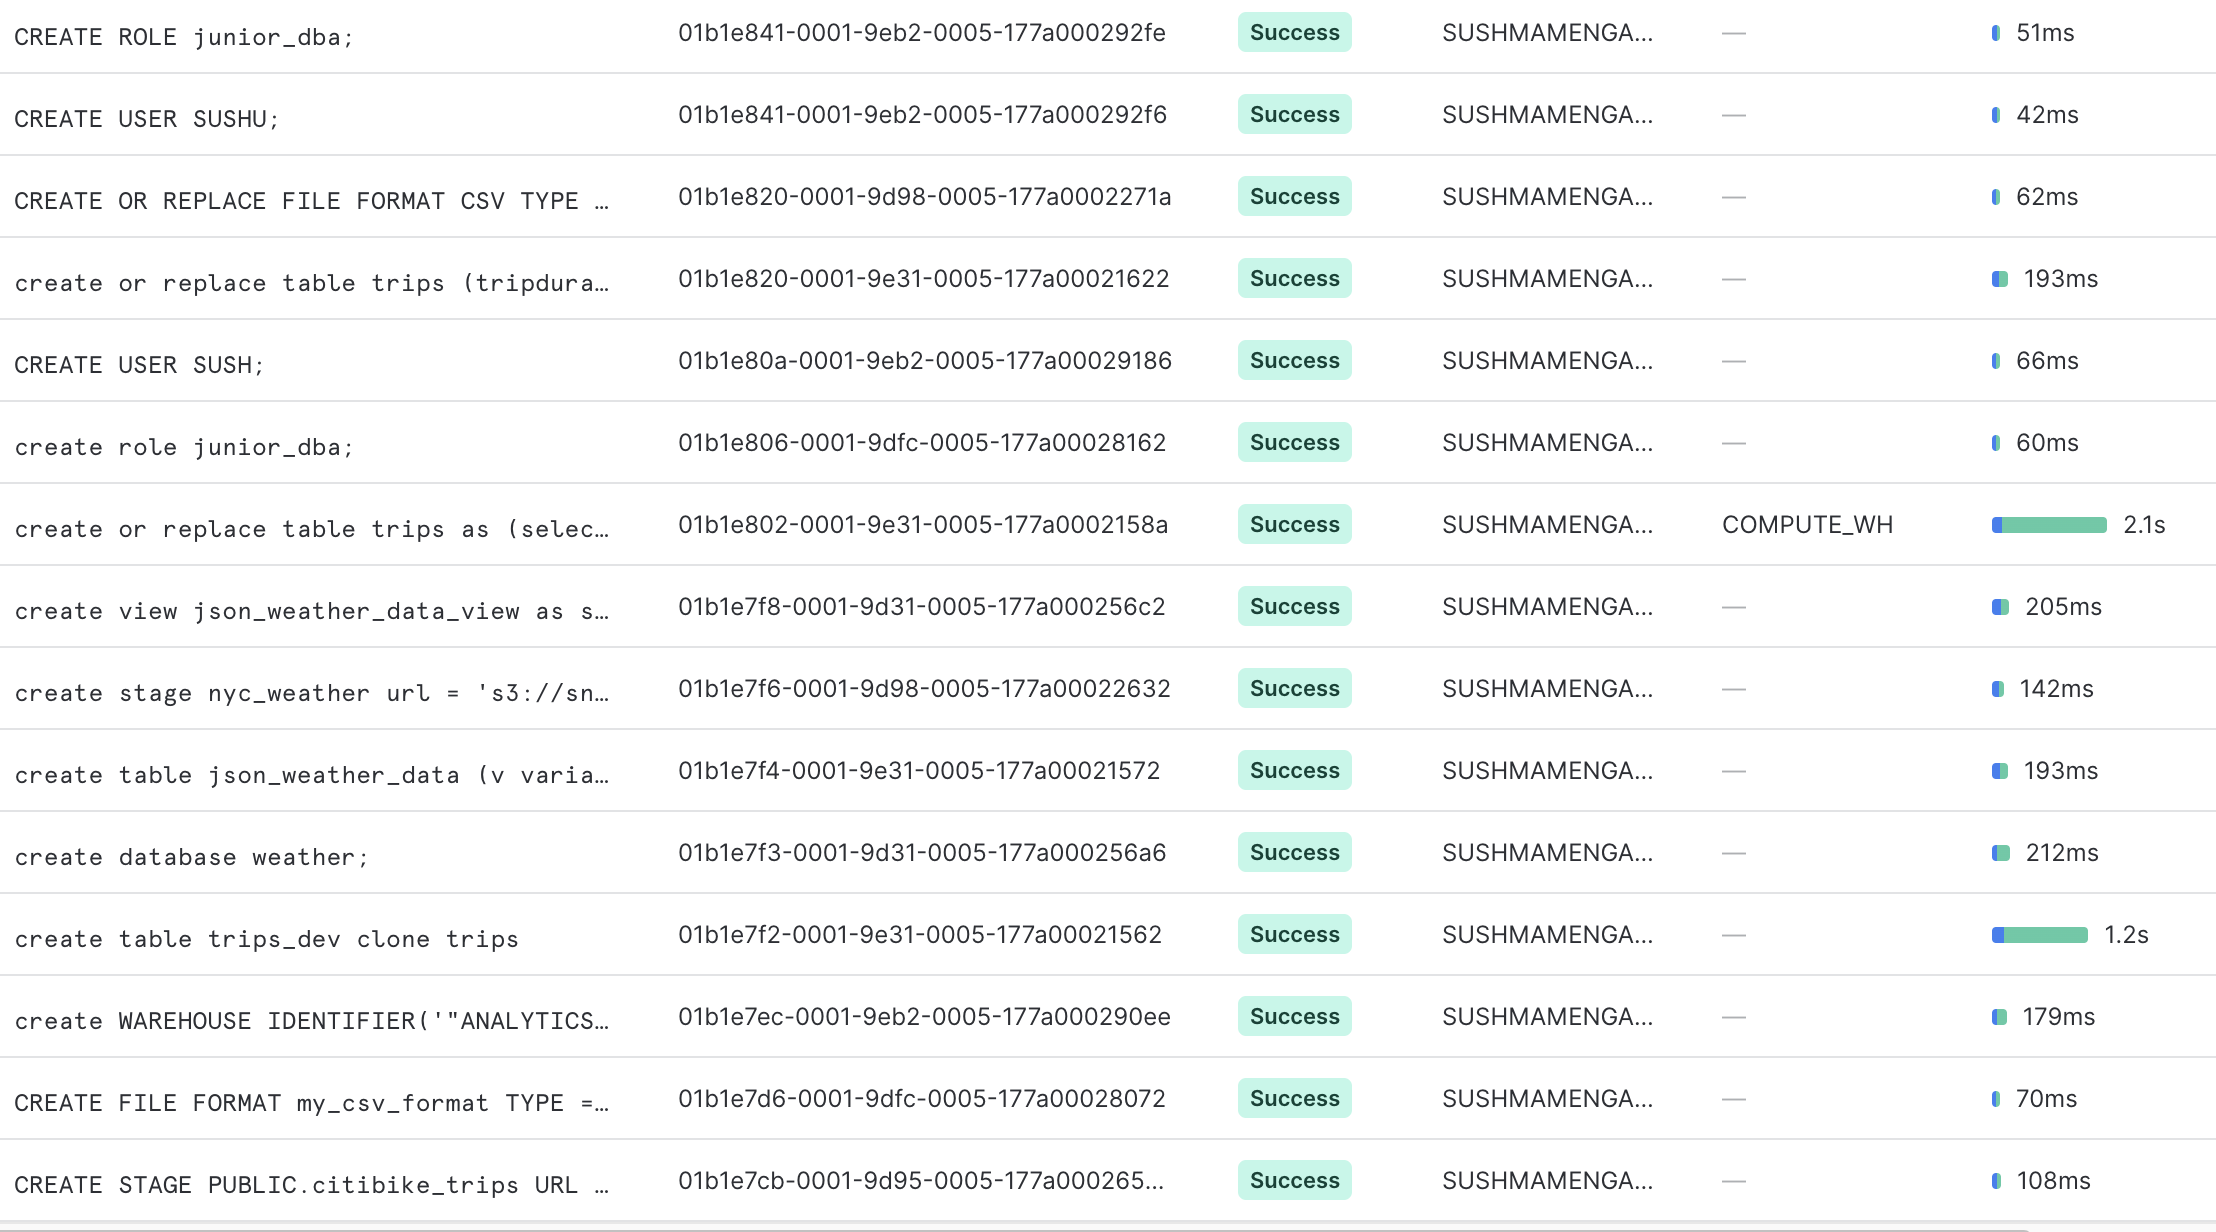 CREATE ROLE junior_dba; 01b1e841-0001-9eb2-0005-177a000292fe Success SUSHMAMENGA... — 51ms
CREATE USER SUSHU; 01b1e841-0001-9eb2-0005-177a000292f6 Success SUSHMAMENGA... — 42ms
CREATE OR REPLACE FILE FORMAT CSV TYPE … 01b1e820-0001-9d98-0005-177a0002271a Success SUSHMAMENGA... — 62ms
create or replace table trips (tripdura… 01b1e820-0001-9e31-0005-177a00021622 Success SUSHMAMENGA... — 193ms
CREATE USER SUSH; 01b1e80a-0001-9eb2-0005-177a00029186 Success SUSHMAMENGA... — 66ms
create role junior_dba; 01b1e806-0001-9dfc-0005-177a00028162 Success SUSHMAMENGA... — 60ms
create or replace table trips as (selec… 01b1e802-0001-9e31-0005-177a0002158a Success SUSHMAMENGA... COMPUTE_WH 2.1s
create view json_weather_data_view as s… 01b1e7f8-0001-9d31-0005-177a000256c2 Success SUSHMAMENGA... — 205ms
create stage nyc_weather url = 's3://sn… 01b1e7f6-0001-9d98-0005-177a00022632 Success SUSHMAMENGA... — 142ms
create table json_weather_data (v varia… 01b1e7f4-0001-9e31-0005-177a00021572 Success SUSHMAMENGA... — 193ms
create database weather; 01b1e7f3-0001-9d31-0005-177a000256a6 Success SUSHMAMENGA... — 212ms
create table trips_dev clone trips 01b1e7f2-0001-9e31-0005-177a00021562 Success SUSHMAMENGA... — 1.2s
create WAREHOUSE IDENTIFIER('"ANALYTICS… 01b1e7ec-0001-9eb2-0005-177a000290ee Success SUSHMAMENGA... — 179ms
CREATE FILE FORMAT my_csv_format TYPE =… 01b1e7d6-0001-9dfc-0005-177a00028072 Success SUSHMAMENGA... — 70ms
CREATE STAGE PUBLIC.citibike_trips URL … 01b1e7cb-0001-9d95-0005-177a000265... Success SUSHMAMENGA... — 108ms